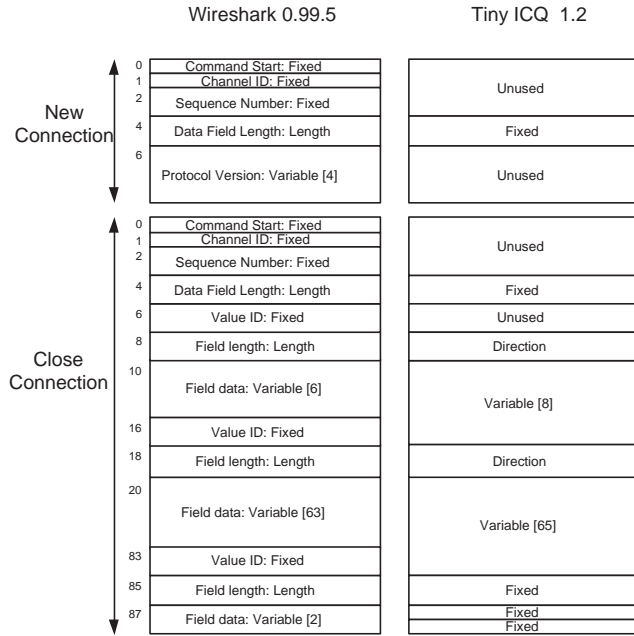 Wireshark 0.99.5
Tiny ICQ 1.2
New
Connection
0
Command Start: Fixed
1
Channel ID: Fixed
2
Sequence Number: Fixed
Unused
4
Data Field Length: Length
Fixed
6
Protocol Version: Variable [4]
Unused
Close
Connection
0
Command Start: Fixed
1
Channel ID: Fixed
2
Sequence Number: Fixed
Unused
4
Data Field Length: Length
Fixed
6
Value ID: Fixed
Unused
8
Field length: Length
Direction
10
Field data: Variable [6]
Variable [8]
16
Value ID: Fixed
18
Field length: Length
Direction
20
Field data: Variable [63]
Variable [65]
83
Value ID: Fixed
85
Field length: Length
Fixed
87
Field data: Variable [2]
Fixed
Fixed